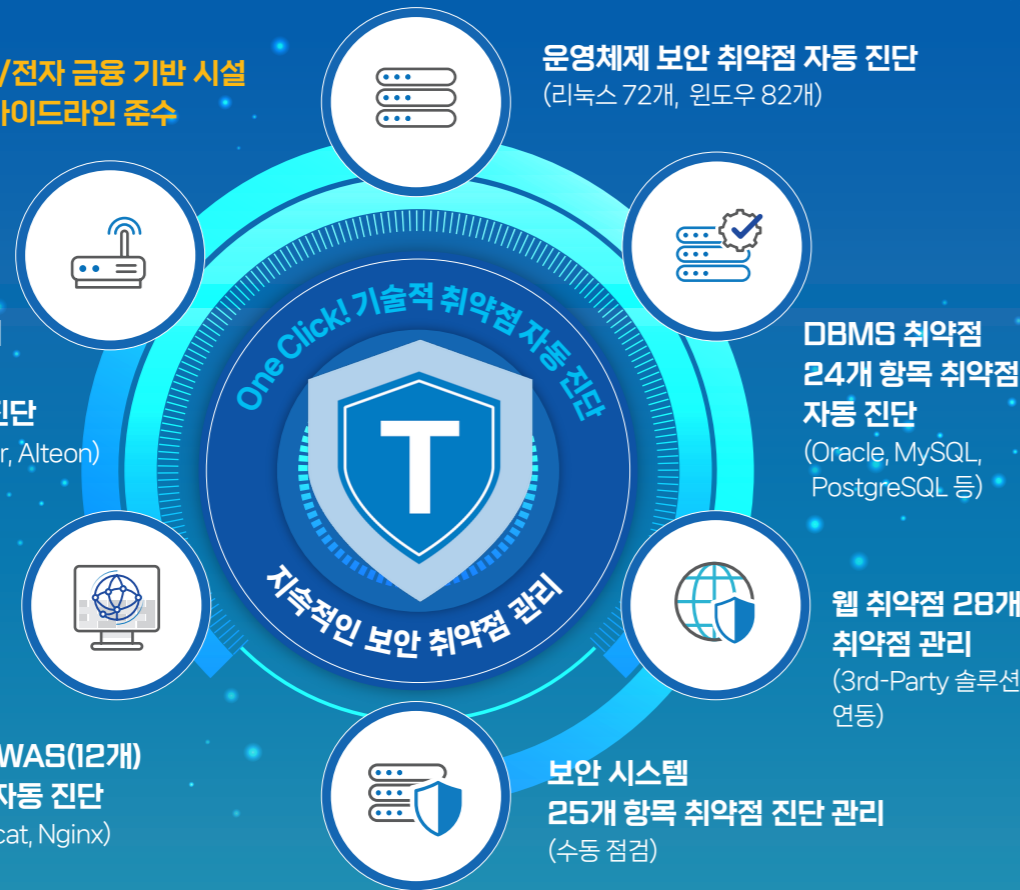 /전자 금융 기반 시설
가이드라인 준수
운영체제 보안 취약점 자동 진단
(리눅스 72개, 윈도우 82개)
DBMS 취약점
24개 항목 취약점
자동 진단
(Oracle, MySQL,
PostgreSQL 등)
웹 취약점 28개
취약점 관리
(3rd-Party 솔루션
연동)
보안 시스템
25개 항목 취약점 진단 관리
(수동 점검)
WAS(12개)
자동 진단
cat, Nginx)
진단
r, Alteon)
One Click! 기술적 취약점 자동 진단
T
지속적인 보안 취약점 관리